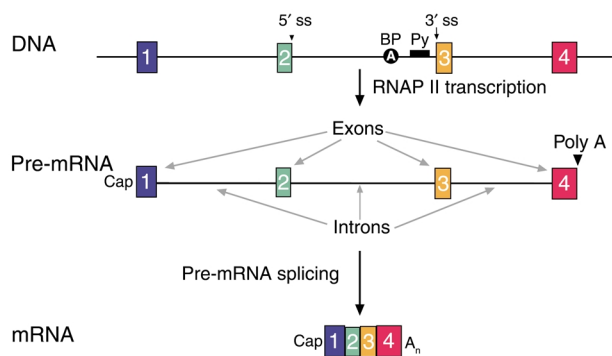 5′ ss
BP Py 3′ ss
DNA 1 2 A 3 4
RNAP II transcription
Exons
Poly A
Pre-mRNA
Cap 1 2 3 4
Introns
Pre-mRNA splicing
mRNA Cap 1 2 3 4 An